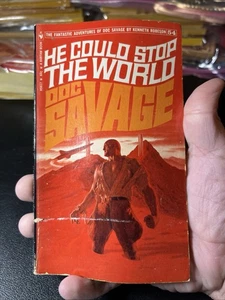 THE FANTASTIC ADVENTURES OF DOC SAVAGE BY KENNETH ROBESON
HE COULD STOP
THE WORLD
DOC
SAVAGE